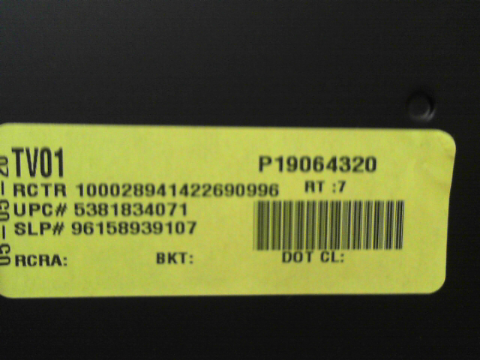 TV01 P19064320
RCTR 100028941422690996 RT :7
UPC# 5381834071
SLP# 96158939107
RCRA: BKT: DOT CL: